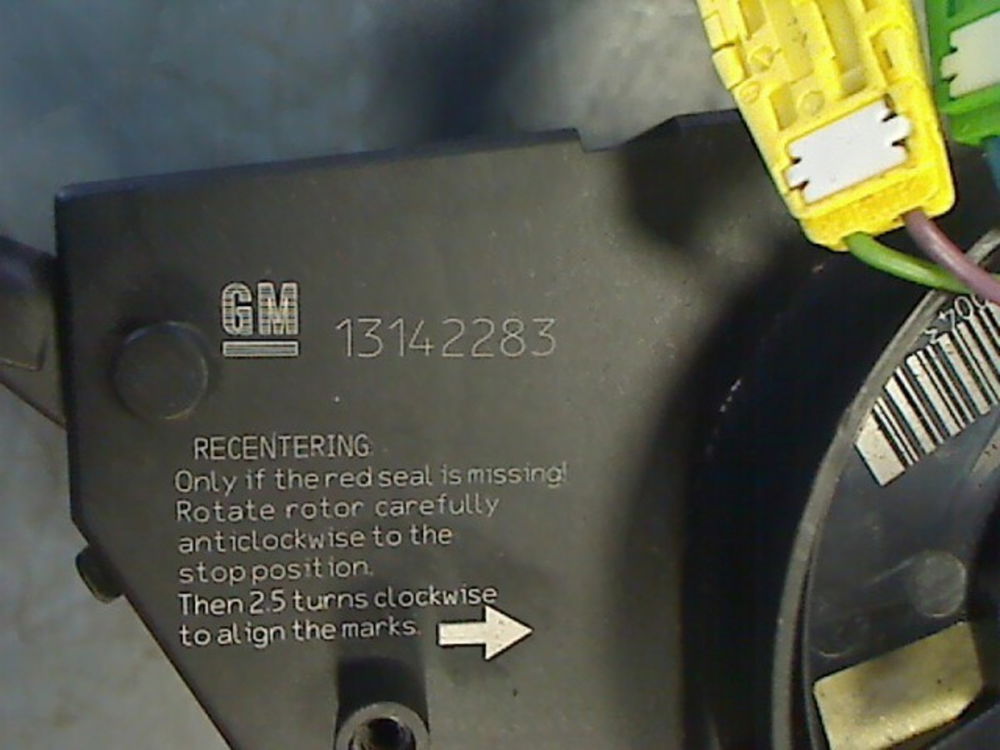 GM
13142283
RECENTERING
Only if the red seal is missing!
Rotate rotor carefully
anticlockwise to the
stop position.
Then 2.5 turns clockwise
to align the marks.